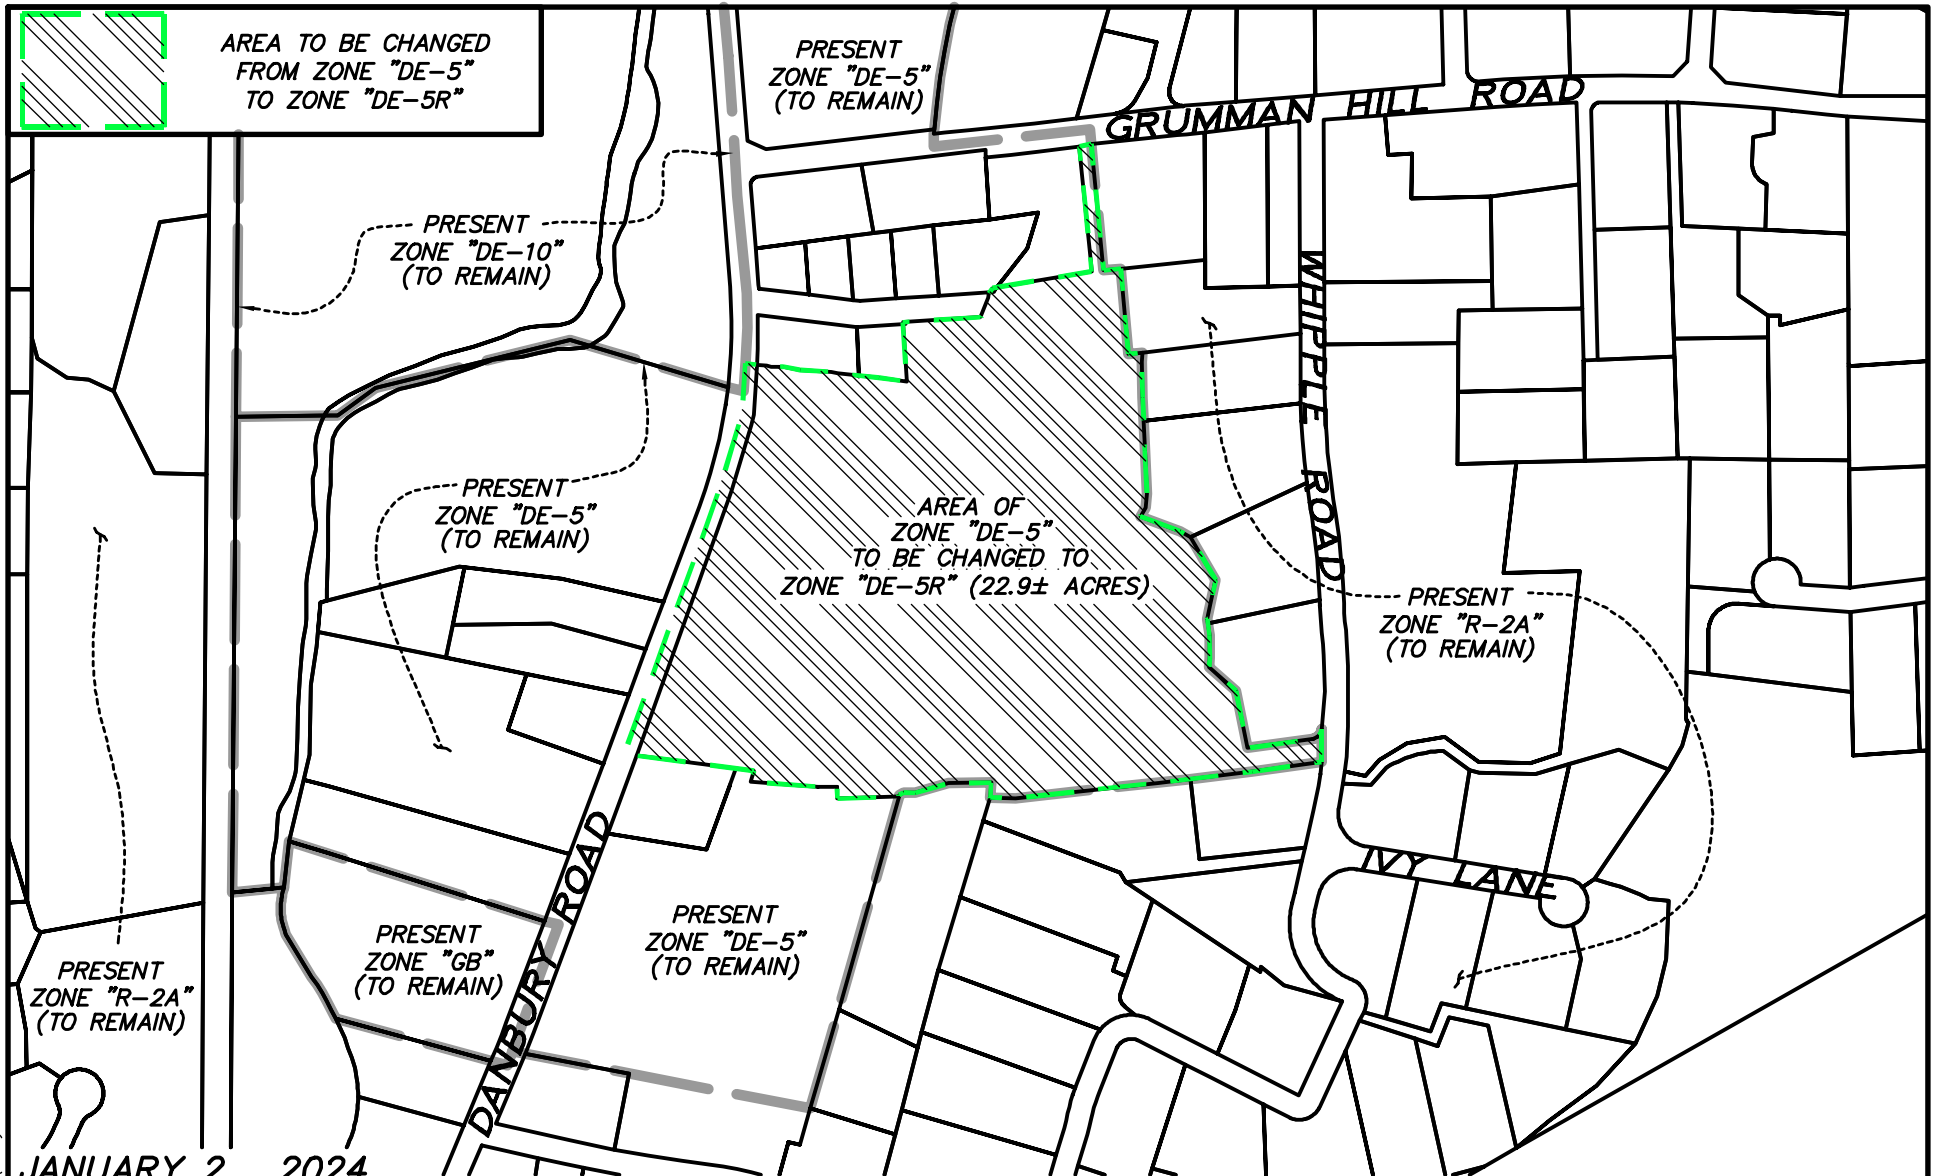 AREA TO BE CHANGED
FROM ZONE "DE-5"
TO ZONE "DE-5R"
PRESENT
ZONE "DE-5"
(TO REMAIN)
GRUMMAN HILL ROAD
PRESENT
ZONE "DE-10"
(TO REMAIN)
WHIPPLE ROAD
PRESENT
ZONE "DE-5"
(TO REMAIN)
AREA OF
ZONE "DE-5"
TO BE CHANGED TO
ZONE "DE-5R" (22.9± ACRES)
PRESENT
ZONE "R-2A"
(TO REMAIN)
IVY LANE
DANBURY ROAD
PRESENT
ZONE "GB"
(TO REMAIN)
PRESENT
ZONE "DE-5"
(TO REMAIN)
PRESENT
ZONE "R-2A"
(TO REMAIN)
JANUARY 2 2024